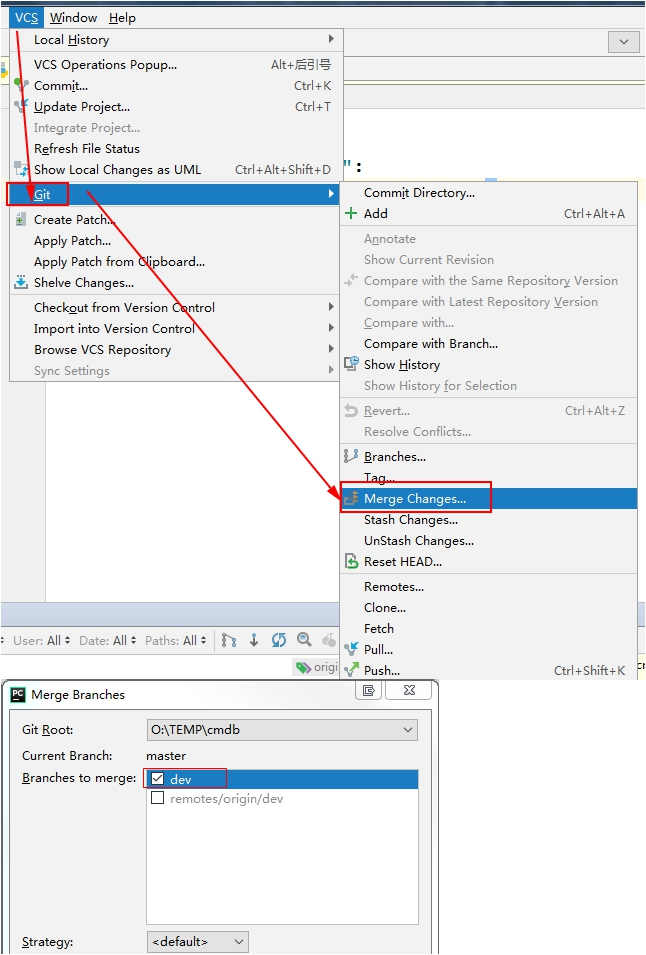 VCS Window Help
Local History
VCS Operations Popup... Alt+后引号
Commit... Ctrl+K
Update Project... Ctrl+T
Integrate Project...
Refresh File Status
Show Local Changes as UML Ctrl+Alt+Shift+D
":
Git
Create Patch...
Apply Patch...
Apply Patch from Clipboard...
Shelve Changes...
Checkout from Version Control
Import into Version Control
Browse VCS Repository
Sync Settings
Commit Directory...
Add Ctrl+Alt+A
Annotate
Show Current Revision
Compare with the Same Repository Version
Compare with Latest Repository Version
Compare with...
Compare with Branch...
Show History
Show History for Selection
Revert... Ctrl+Alt+Z
Resolve Conflicts...
Branches...
Tag...
Merge Changes...
Stash Changes...
UnStash Changes...
Reset HEAD...
Remotes...
Clone...
Fetch
Pull...
Push... Ctrl+Shift+K
User: All Date: All Paths: All
origi
PC Merge Branches
Git Root: O:\TEMP\cmdb
Current Branch: master
Branches to merge: dev
remotes/origin/dev
Strategy: <default>